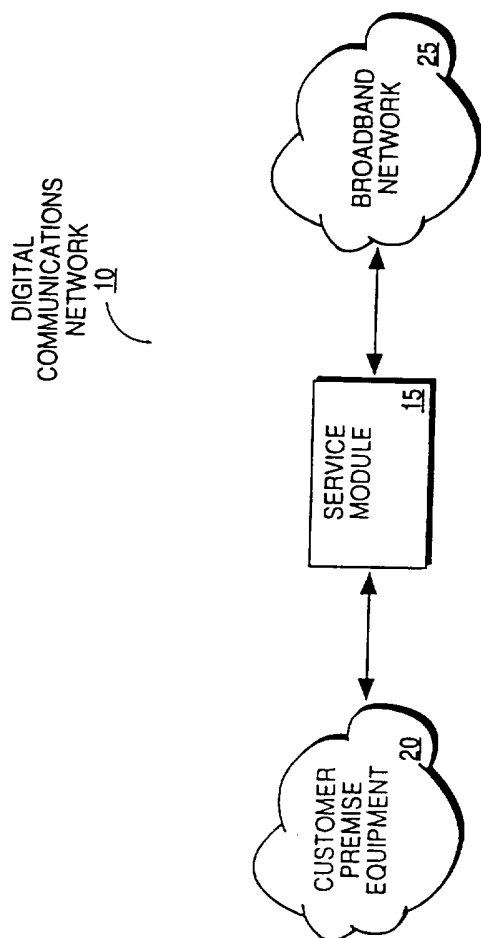 DIGITAL
COMMUNICATIONS
NETWORK
10
CUSTOMER
PREMISE
EQUIPMENT
20
SERVICE
MODULE
15
BROADBAND
NETWORK
25